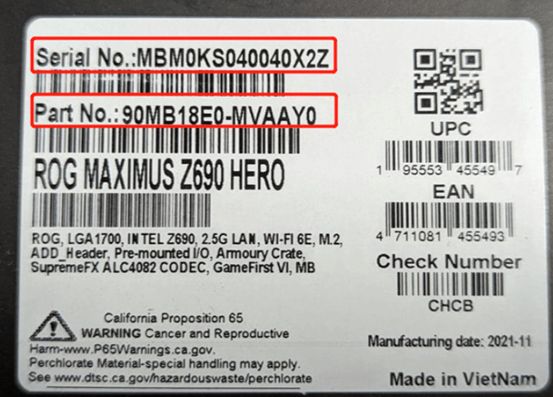 Serial No.:MBM0KS040040X2Z
Part No.:90MB18E0-MVAAY0
ROG MAXIMUS Z690 HERO
ROG, LGA1700, INTEL Z690, 2.5G LAN, WI-FI 6E, M.2,
ADD_Header, Pre-mounted I/O, Armoury Crate,
SupremeFX ALC4082 CODEC, GameFirst VI, MB
California Proposition 65
WARNING Cancer and Reproductive
Harm-www.P65Warnings.ca.gov.
Perchlorate Material-special handling may apply.
See www.dtsc.ca.gov/hazardouswaste/perchlorate
UPC
1 95553 45549 7
EAN
4 711081 455493
Check Number
CHCB
Manufacturing date: 2021-11
Made in VietNam